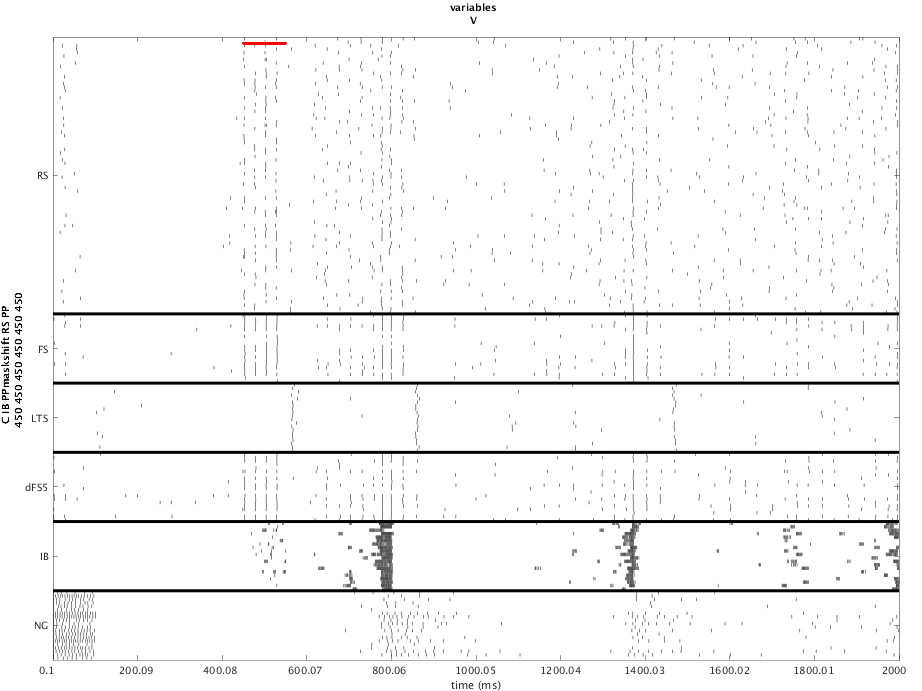 variables
V
RS
FS
LTS
dFS5
IB
NG
C IB PPmaskshift RS PP
450 450 450 450 450 450
0.1 200.09 400.08 600.07 800.06 1000.05 1200.04 1400.03 1600.02 1800.01 2000
time (ms)